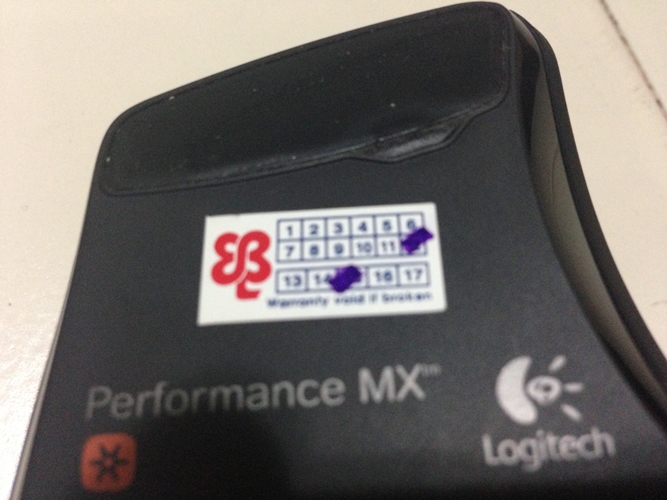 1 2 3 4 5 6
7 8 9 10 11
13 14 16 17
Warranty void if broken
Performance MX™
Logitech